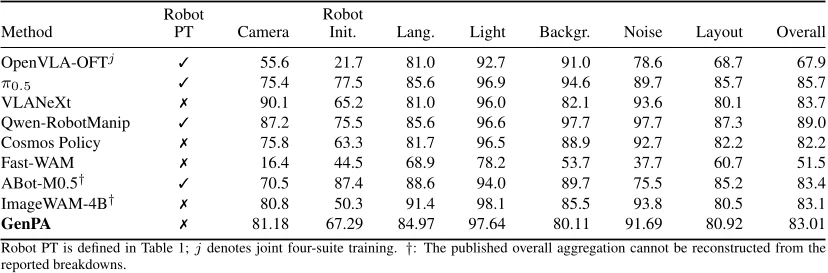 Method Robot PT Camera Robot Init. Lang. Light Backgr. Noise Layout Overall
OpenVLA-OFT^j ✓ 55.6 21.7 81.0 92.7 91.0 78.6 68.7 67.9
π0.5 ✓ 75.4 77.5 85.6 96.9 94.6 89.7 85.7 85.7
VLANeXt ✗ 90.1 65.2 81.0 96.0 82.1 93.6 80.1 83.7
Qwen-RobotManip ✓ 87.2 75.5 85.6 96.6 97.7 97.7 87.3 89.0
Cosmos Policy ✗ 75.8 63.3 81.7 96.5 88.9 92.7 82.2 82.2
Fast-WAM ✗ 16.4 44.5 68.9 78.2 53.7 37.7 60.7 51.5
ABot-M0.5† ✓ 70.5 87.4 88.6 94.0 89.7 75.5 85.2 83.4
ImageWAM-4B† ✗ 80.8 50.3 91.4 98.1 85.5 93.8 80.5 83.1
GenPA ✗ 81.18 67.29 84.97 97.64 80.11 91.69 80.92 83.01
Robot PT is defined in Table 1; j denotes joint four-suite training. †: The published overall aggregation cannot be reconstructed from the
reported breakdowns.